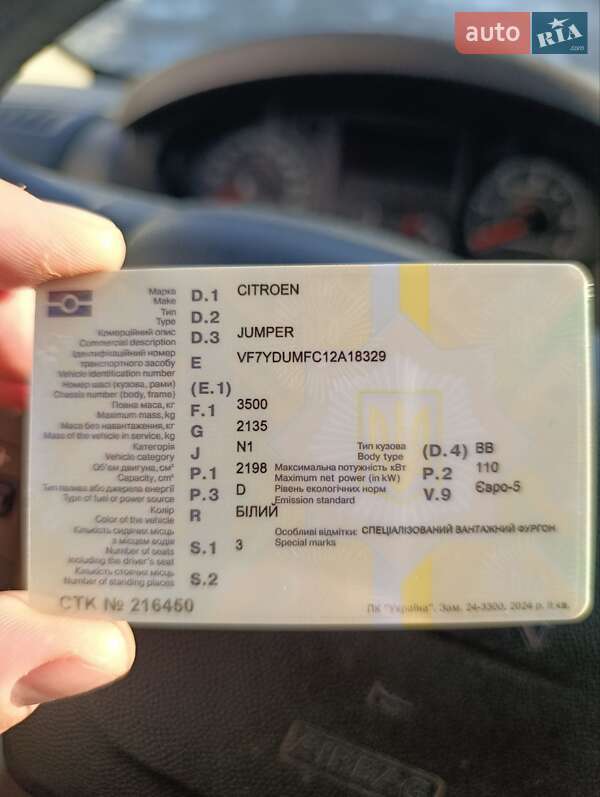 auto RIA .com
Марка
Make D.1 CITROEN
Тип
Type D.2
Комерційний опис
Commercial description D.3 JUMPER
Ідентифікаційний номер
транспортного засобу
Vehicle identification number E VF7YDUMFC12A18329
Номер шасі (кузова, рами)
Chassis number (body, frame) (E.1)
Повна маса, кг
Maximum mass, kg F.1 3500
Маса без навантаження, кг
Mass of the vehicle in service, kg G 2135
Категорія
Vehicle category J N1
Тип кузова
Body type (D.4) BB
Об'єм двигуна, см³
Capacity, cm³ P.1 2198
Максимальна потужність кВт
Maximum net power (in kW) P.2 110
Тип палива або джерела енергії
Type of fuel or power source P.3 D
Рівень екологічних норм
Emission standard V.9 Євро-5
Колір
Color of the vehicle R БІЛИЙ
Кількість сидячих місць
з місцем водія
Number of seats
including the driver's seat S.1 3
Особливі відмітки: СПЕЦІАЛІЗОВАНИЙ ВАНТАЖНИЙ ФУРГОН
Special marks
Кількість стоячих місць
Number of standing places S.2
СТК № 216450
ПК "Україна". Зам. 24-3300, 2024 р. ІІ кв.
AIRBAG